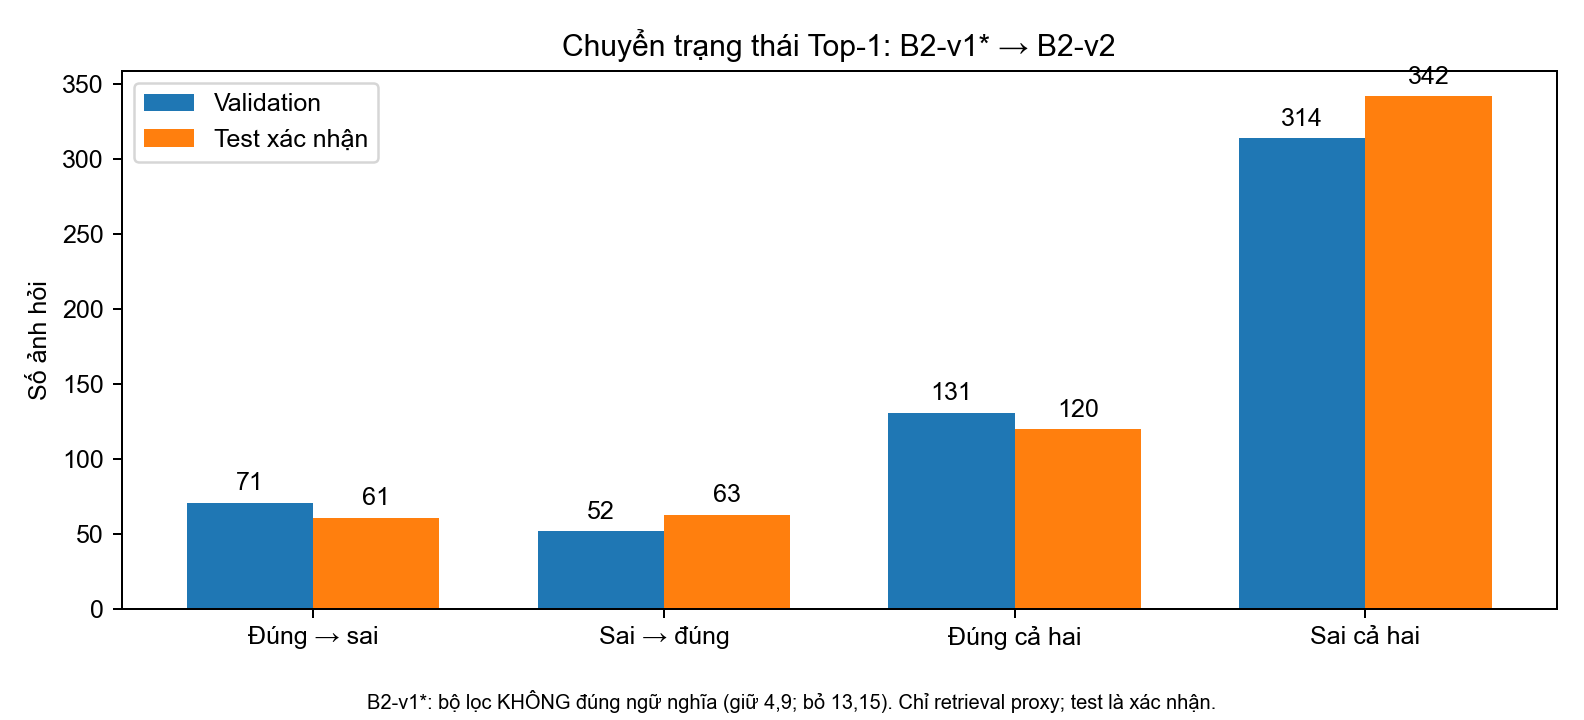 Chuyển trạng thái Top-1: B2-v1* → B2-v2
Validation
Test xác nhận
Số ảnh hỏi
350
300
250
200
150
100
50
0
71
61
52
63
131
120
314
342
Đúng → sai
Sai → đúng
Đúng cả hai
Sai cả hai
B2-v1*: bộ lọc KHÔNG đúng ngữ nghĩa (giữ 4,9; bỏ 13,15). Chỉ retrieval proxy; test là xác nhận.